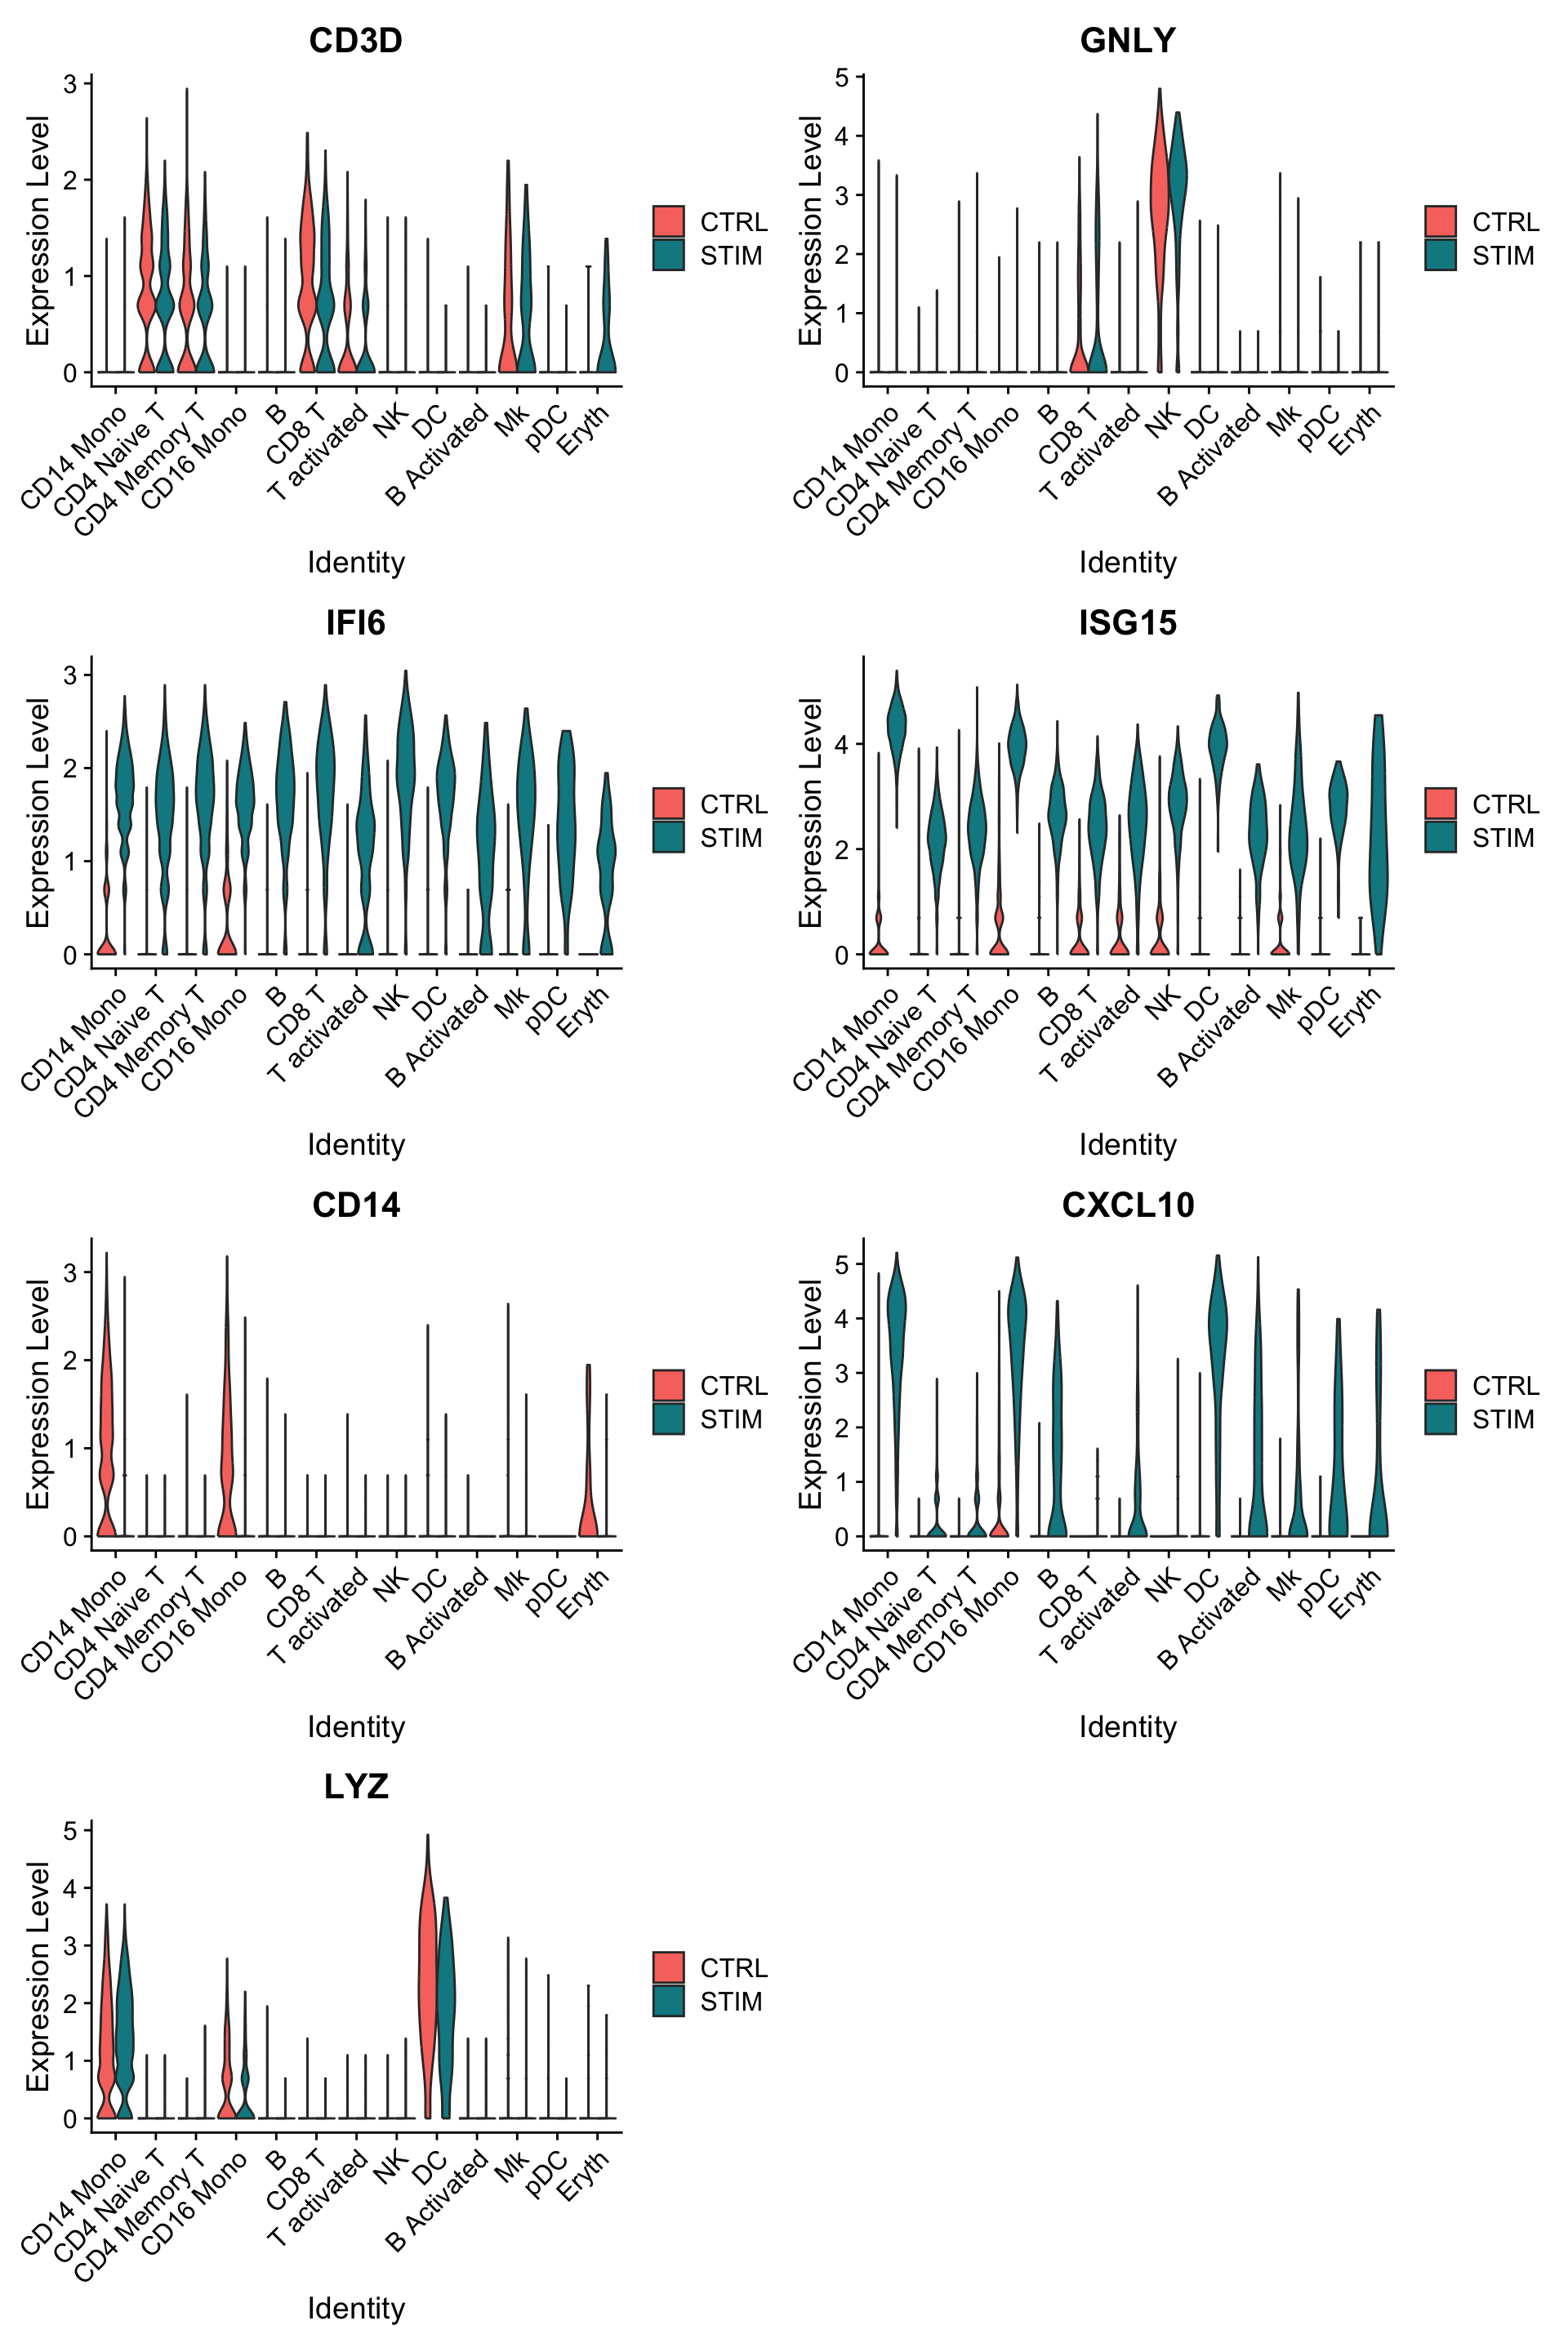 CD3D
Expression Level
3
2
1
0
CD14 Mono
CD4 Naive T
CD4 Memory T
CD16 Mono
B
CD8 T
T activated
NK
DC
B Activated
Mk
pDC
Eryth
Identity
CTRL
STIM
GNLY
Expression Level
5
4
3
2
1
0
CD14 Mono
CD4 Naive T
CD4 Memory T
CD16 Mono
B
CD8 T
T activated
NK
DC
B Activated
Mk
pDC
Eryth
Identity
CTRL
STIM
IFI6
Expression Level
3
2
1
0
CD14 Mono
CD4 Naive T
CD4 Memory T
CD16 Mono
B
CD8 T
T activated
NK
DC
B Activated
Mk
pDC
Eryth
Identity
CTRL
STIM
ISG15
Expression Level
4
2
0
CD14 Mono
CD4 Naive T
CD4 Memory T
CD16 Mono
B
CD8 T
T activated
NK
DC
B Activated
Mk
pDC
Eryth
Identity
CTRL
STIM
CD14
Expression Level
3
2
1
0
CD14 Mono
CD4 Naive T
CD4 Memory T
CD16 Mono
B
CD8 T
T activated
NK
DC
B Activated
Mk
pDC
Eryth
Identity
CTRL
STIM
CXCL10
Expression Level
5
4
3
2
1
0
CD14 Mono
CD4 Naive T
CD4 Memory T
CD16 Mono
B
CD8 T
T activated
NK
DC
B Activated
Mk
pDC
Eryth
Identity
CTRL
STIM
LYZ
Expression Level
5
4
3
2
1
0
CD14 Mono
CD4 Naive T
CD4 Memory T
CD16 Mono
B
CD8 T
T activated
NK
DC
B Activated
Mk
pDC
Eryth
Identity
CTRL
STIM